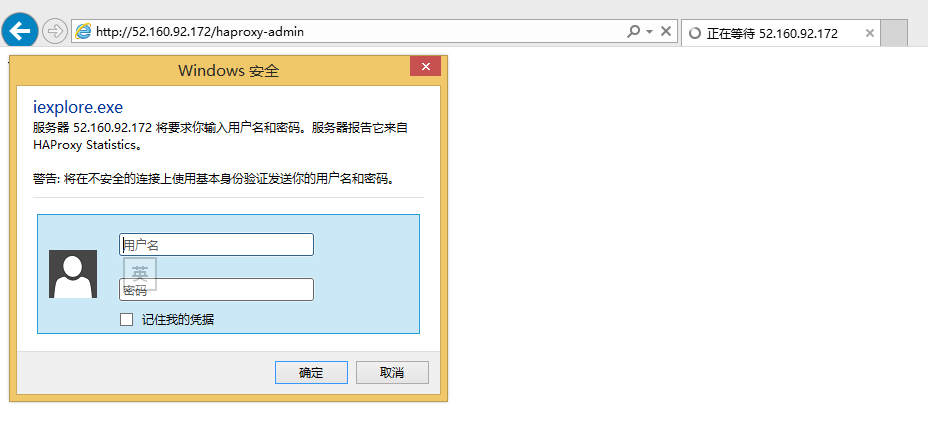 http://52.160.92.172/haproxy-admin
正在等待 52.160.92.172
Windows 安全
iexplore.exe
服务器 52.160.92.172 将要求你输入用户名和密码。服务器报告它来自
HAProxy Statistics。
警告: 将在不安全的连接上使用基本身份验证发送你的用户名和密码。
用户名
英
密码
记住我的凭据
确定
取消